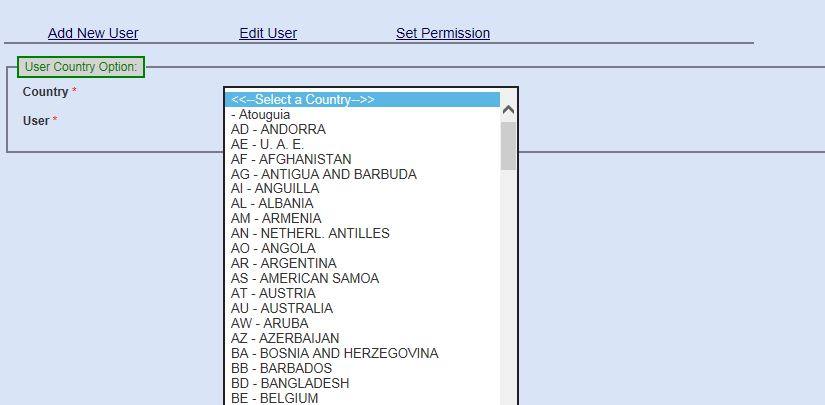 Add New User Edit User Set Permission
User Country Option:
Country *
User *
<<--Select a Country-->>
- Atouguia
AD - ANDORRA
AE - U. A. E.
AF - AFGHANISTAN
AG - ANTIGUA AND BARBUDA
AI - ANGUILLA
AL - ALBANIA
AM - ARMENIA
AN - NETHERL. ANTILLES
AO - ANGOLA
AR - ARGENTINA
AS - AMERICAN SAMOA
AT - AUSTRIA
AU - AUSTRALIA
AW - ARUBA
AZ - AZERBAIJAN
BA - BOSNIA AND HERZEGOVINA
BB - BARBADOS
BD - BANGLADESH
BE - BELGIUM